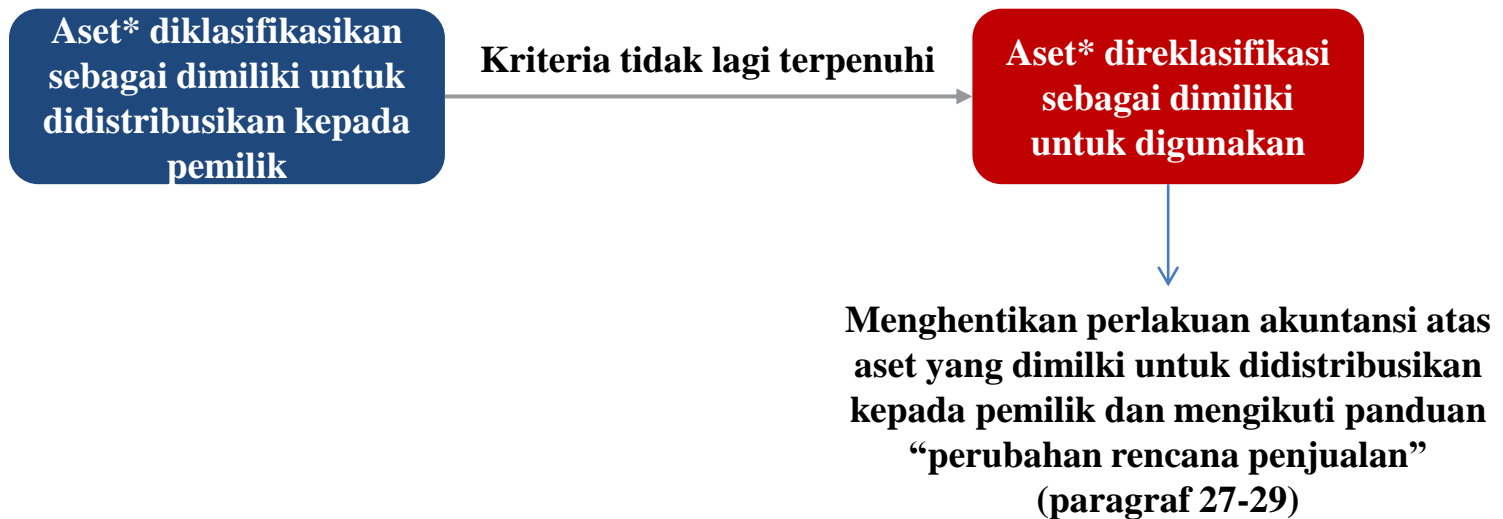 Aset* diklasifikasikan
sebagai dimiliki untuk
didistribusikan kepada
pemilik
Kriteria tidak lagi terpenuhi
Aset* direklasifikasi
sebagai dimiliki
untuk digunakan
Menghentikan perlakuan akuntansi atas
aset yang dimilki untuk didistribusikan
kepada pemilik dan mengikuti panduan
“perubahan rencana penjualan”
(paragraf 27-29)